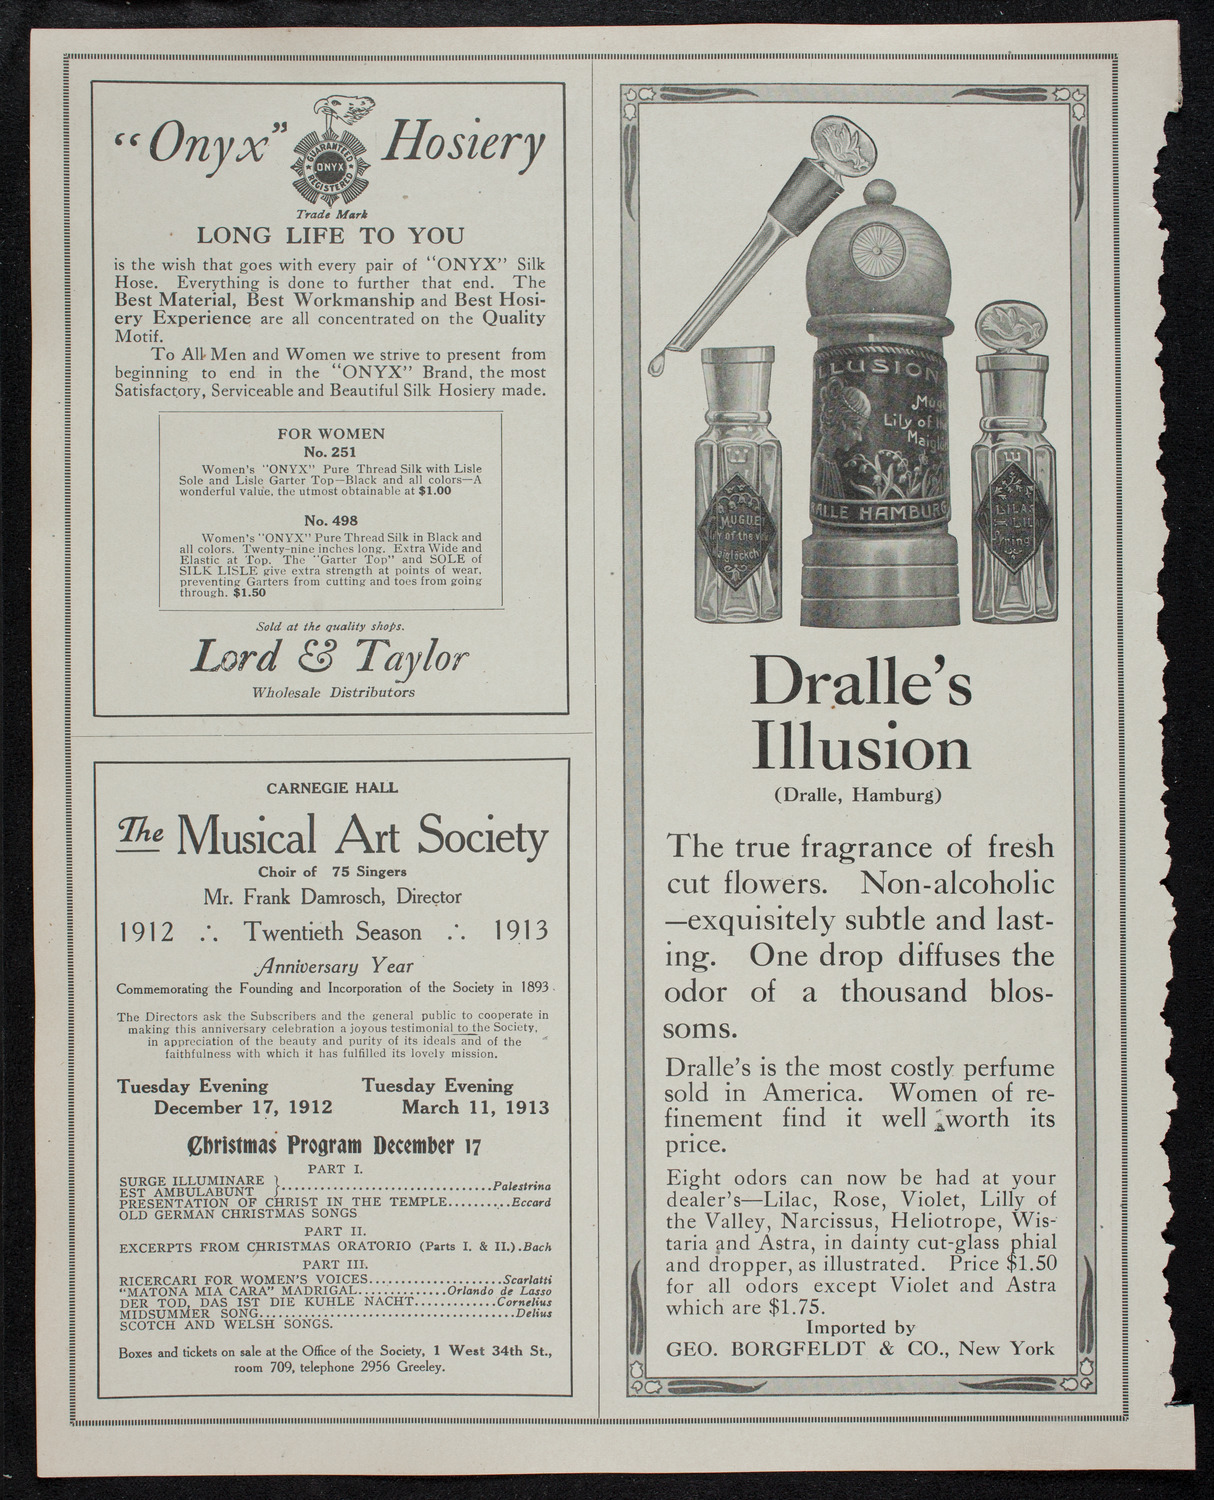 "Onyx" Hosiery
GUARANTEED
ONYX
REGISTERED
Trade Mark
LONG LIFE TO YOU
is the wish that goes with every pair of "ONYX" Silk
Hose. Everything is done to further that end. The
Best Material, Best Workmanship and Best Hosi-
ery Experience are all concentrated on the Quality
Motif.
To All Men and Women we strive to present from
beginning to end in the "ONYX" Brand, the most
Satisfactory, Serviceable and Beautiful Silk Hosiery made.
FOR WOMEN
No. 251
Women's "ONYX" Pure Thread Silk with Lisle
Sole and Lisle Garter Top—Black and all colors—A
wonderful value, the utmost obtainable at $1.00
No. 498
Women's "ONYX" Pure Thread Silk in Black and
all colors. Twenty-nine inches long. Extra Wide and
Elastic at Top. The "Garter Top" and SOLE of
SILK LISLE give extra strength at points of wear,
preventing Garters from cutting and toes from going
through. $1.50
Sold at the quality shops.
Lord & Taylor
Wholesale Distributors
CARNEGIE HALL
The Musical Art Society
Choir of 75 Singers
Mr. Frank Damrosch, Director
1912 ∴ Twentieth Season ∴ 1913
Anniversary Year
Commemorating the Founding and Incorporation of the Society in 1893.
The Directors ask the Subscribers and the general public to cooperate in
making this anniversary celebration a joyous testimonial to the Society,
in appreciation of the beauty and purity of its ideals and of the
faithfulness with which it has fulfilled its lovely mission.
Tuesday Evening Tuesday Evening
December 17, 1912 March 11, 1913
Christmas Program December 17
PART I.
SURGE ILLUMINARE
EST AMBULABUNT }..................................Palestrina
PRESENTATION OF CHRIST IN THE TEMPLE..........Eccard
OLD GERMAN CHRISTMAS SONGS
PART II.
EXCERPTS FROM CHRISTMAS ORATORIO (Parts I. & II.).Bach
PART III.
RICERCARI FOR WOMEN'S VOICES.....................Scarlatti
"MATONA MIA CARA" MADRIGAL..............Orlando de Lasso
DER TOD, DAS IST DIE KUHLE NACHT.............Cornelius
MIDSUMMER SONG........................................Delius
SCOTCH AND WELSH SONGS.
Boxes and tickets on sale at the Office of the Society, 1 West 34th St.,
room 709, telephone 2956 Greeley.
ILLUSION
Lily of
DRALLE HAMBURG
MUGUET
of the
LILAS
Dralle's
Illusion
(Dralle, Hamburg)
The true fragrance of fresh
cut flowers. Non-alcoholic
—exquisitely subtle and last-
ing. One drop diffuses the
odor of a thousand blos-
soms.
Dralle's is the most costly perfume
sold in America. Women of re-
finement find it well worth its
price.
Eight odors can now be had at your
dealer's—Lilac, Rose, Violet, Lilly of
the Valley, Narcissus, Heliotrope, Wis-
taria and Astra, in dainty cut-glass phial
and dropper, as illustrated. Price $1.50
for all odors except Violet and Astra
which are $1.75.
Imported by
GEO. BORGFELDT & CO., New York